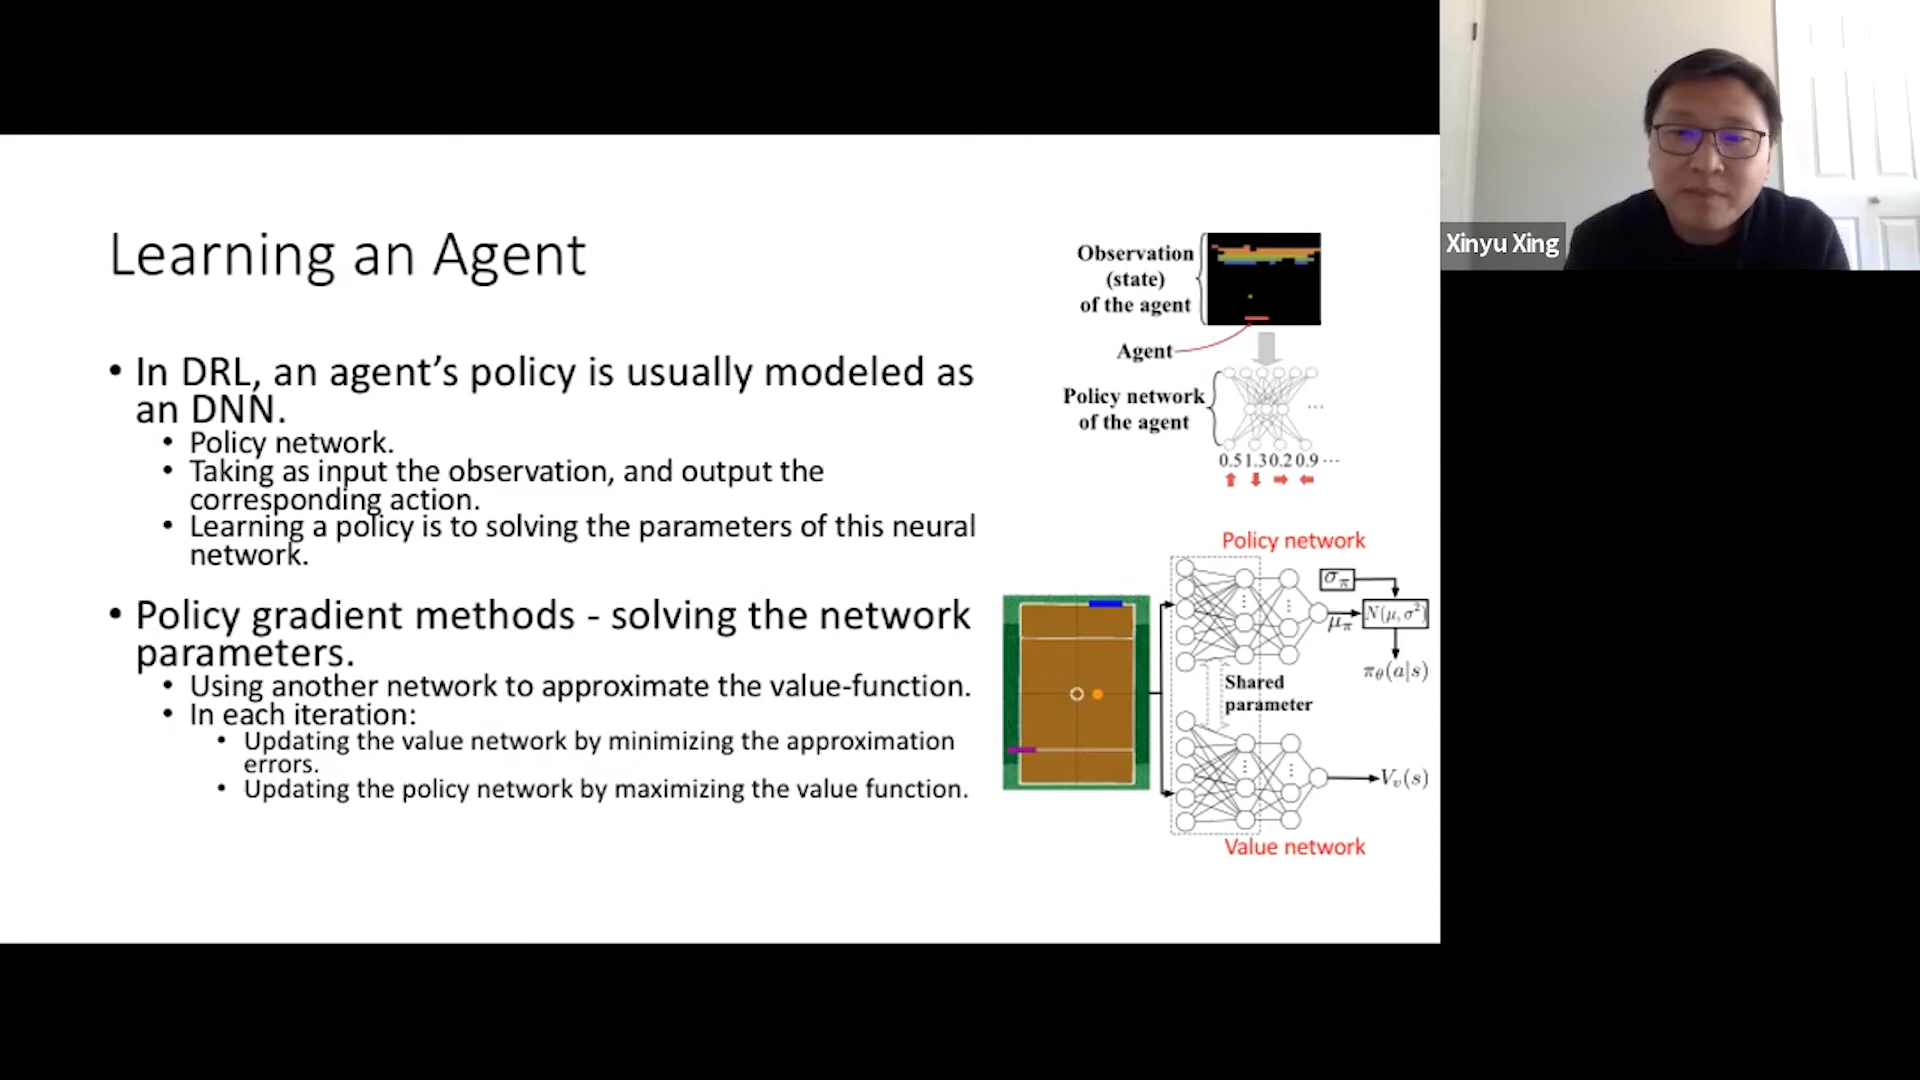 Learning an Agent
• In DRL, an agent's policy is usually modeled as
an DNN.
• Policy network.
• Taking as input the observation, and output the
corresponding action.
• Learning a policy is to solving the parameters of this neural
network.
• Policy gradient methods - solving the network
parameters.
• Using another network to approximate the value-function.
• In each iteration:
• Updating the value network by minimizing the approximation
errors.
• Updating the policy network by maximizing the value function.
Observation
(state)
of the agent
Agent
Policy network
of the agent
...
0.5 1.3 0.2 0.9 ...
Policy network
σπ
μπ
N(μ, σ²)
πθ(a|s)
Shared
parameter
Vv(s)
Value network
Xinyu Xing